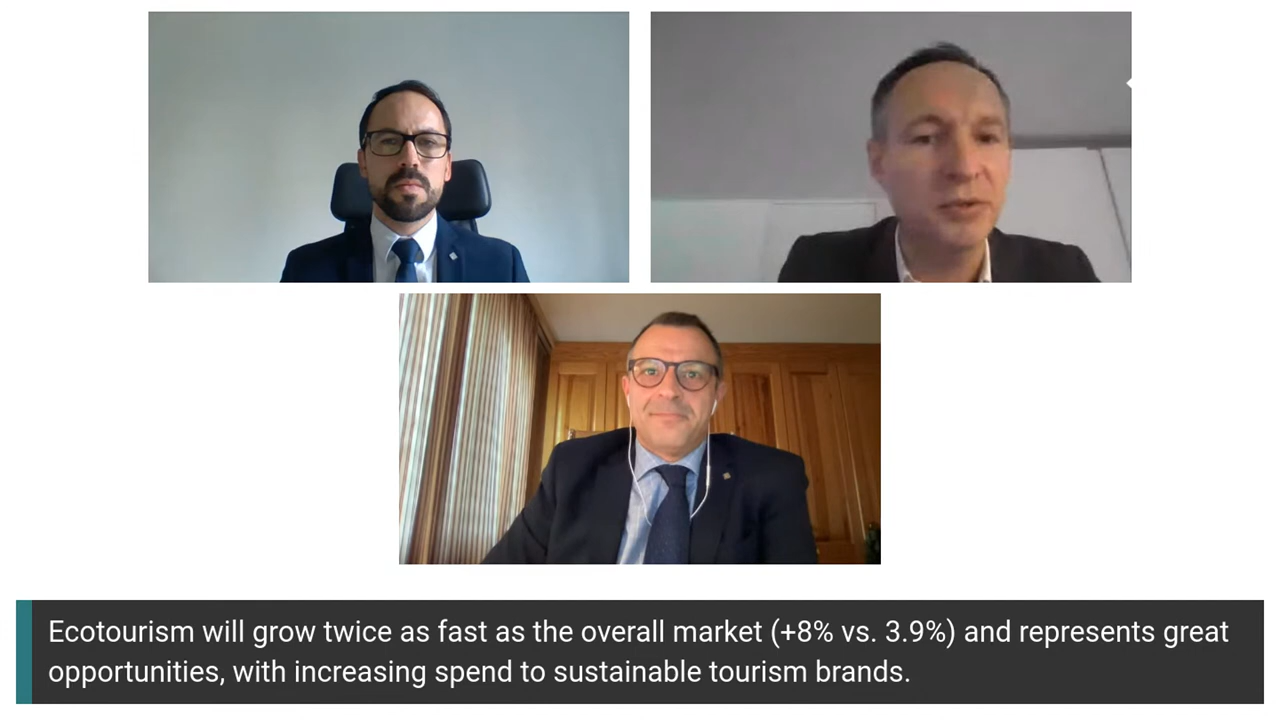 Ecotourism will grow twice as fast as the overall market (+8% vs. 3.9%) and represents great
opportunities, with increasing spend to sustainable tourism brands.